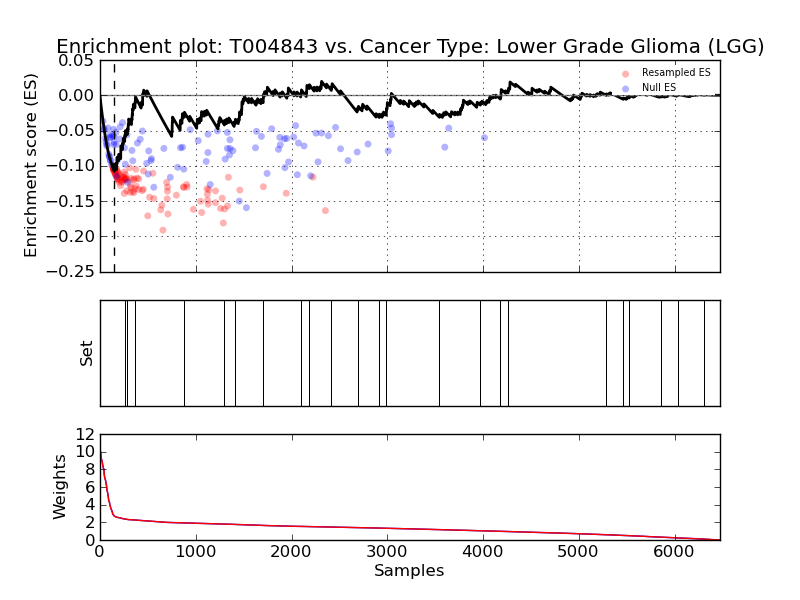 Enrichment plot: T004843 vs. Cancer Type: Lower Grade Glioma (LGG)
Enrichment score (ES)
0.05
0.00
−0.05
−0.10
−0.15
−0.20
−0.25
Resampled ES
Null ES
Set
Weights
12
10
8
6
4
2
0
0 1000 2000 3000 4000 5000 6000
Samples